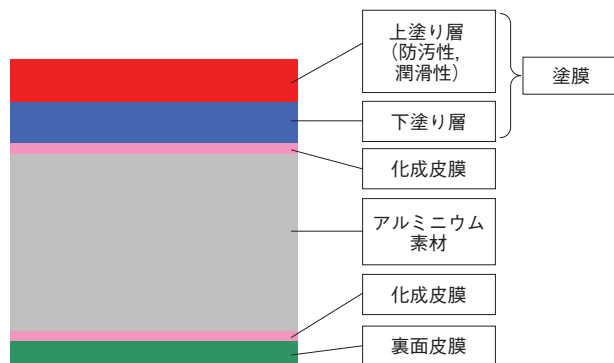 上塗り層
（防汚性，
潤滑性）
塗膜
下塗り層
化成皮膜
アルミニウム
素材
化成皮膜
裏面皮膜